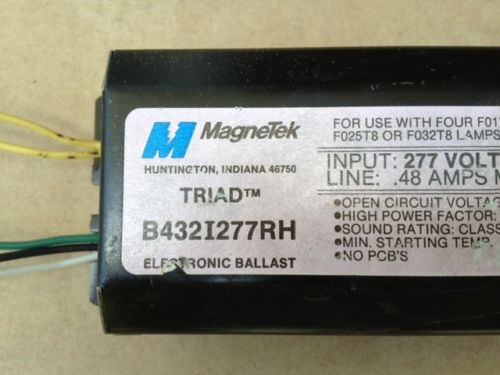 MagneTek
HUNTINGTON, INDIANA 46750
TRIAD™
B432I277RH
ELECTRONIC BALLAST
FOR USE WITH FOUR
F025T8 OR F032T8 LAMPS
INPUT: 277
LINE: .48 AMPS
•OPEN CIRCUIT
•HIGH POWER FACTOR:
•SOUND RATING:
•MIN. STARTING TEMP
•NO PCB'S